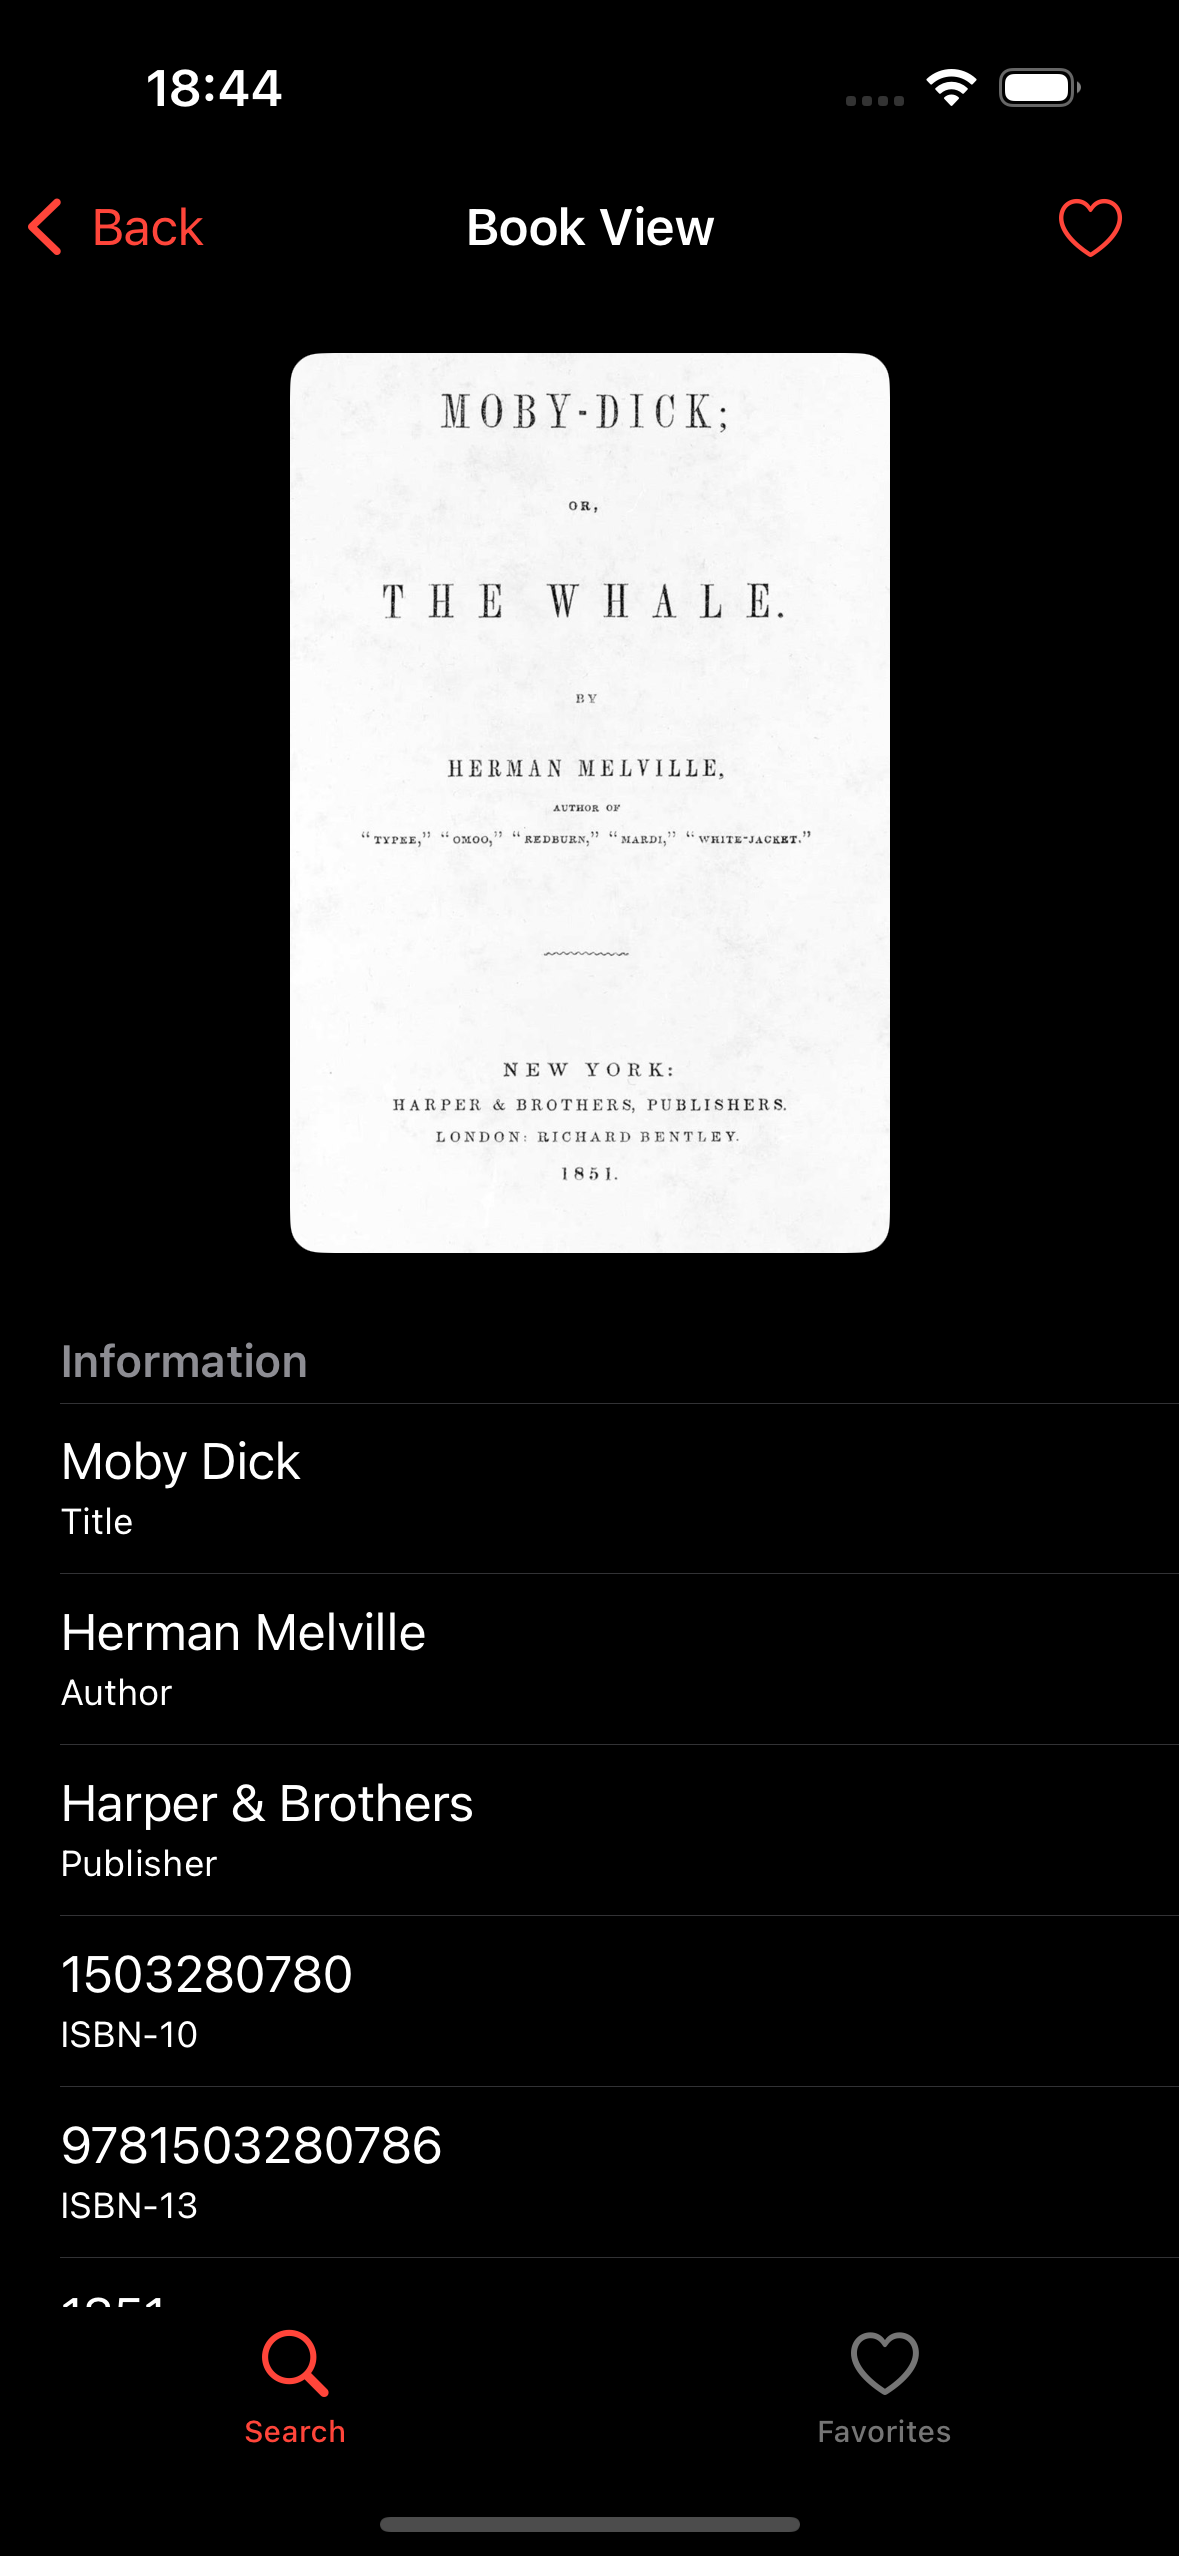 18:44
Back
Book View
MOBY-DICK;
OR,
THE WHALE.
BY
HERMAN MELVILLE,
AUTHOR OF
“TYPEE,” “OMOO,” “REDBURN,” “MARDI,” “WHITE-JACKET.”
NEW YORK:
HARPER & BROTHERS, PUBLISHERS.
LONDON: RICHARD BENTLEY.
1851.
Information
Moby Dick
Title
Herman Melville
Author
Harper & Brothers
Publisher
1503280780
ISBN-10
9781503280786
ISBN-13
1851
Search
Favorites